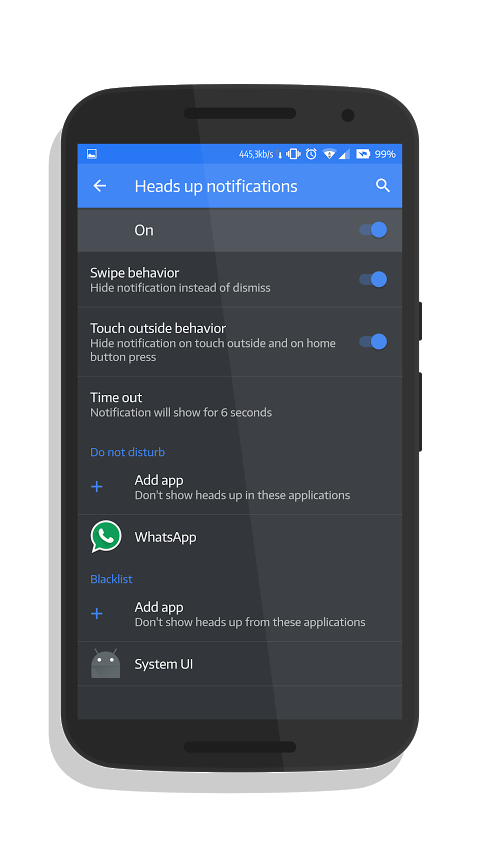 445,3kb/s 99%
Heads up notifications
On
Swipe behavior
Hide notification instead of dismiss
Touch outside behavior
Hide notification on touch outside and on home
button press
Time out
Notification will show for 6 seconds
Do not disturb
Add app
Don't show heads up in these applications
WhatsApp
Blacklist
Add app
Don't show heads up from these applications
System UI